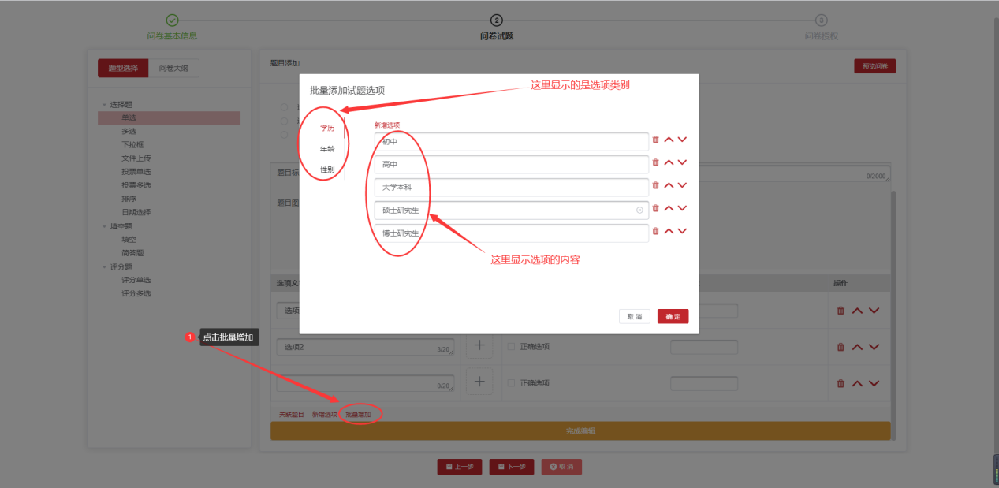 2
3
问卷基本信息
问卷试题
问卷授权
题型选择
问卷大纲
题目添加
预览问卷
选择题
单选
多选
下拉框
文件上传
投票单选
投票多选
排序
日期选择
填空题
填空
简答题
评分题
评分单选
评分多选
批量添加试题选项
这里显示的是选项类别
学历
年龄
性别
新增选项
初中
高中
大学本科
硕士研究生
博士研究生
这里显示选项的内容
取消
确定
题目标
0/2000
题目图
选项文
操作
选项
1
点击批量增加
选项2
3/20
正确选项
0/20
正确选项
关联题目 新增选项 批量增加
完成编辑
上一步
下一步
取消